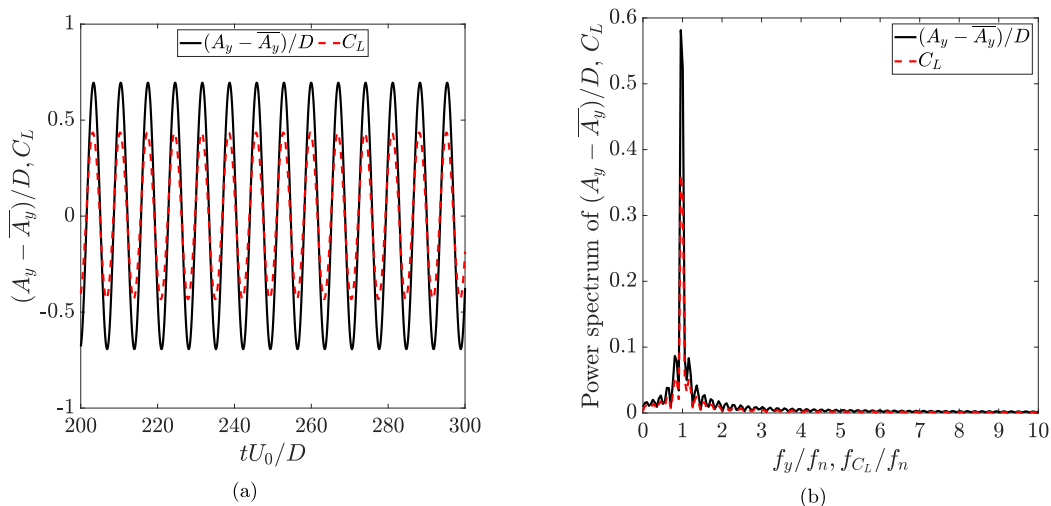 (A_y − \overline{A_y})/D C_L
(A_y − \overline{A_y})/D, C_L
1
0.5
0
-0.5
-1
200 220 240 260 280 300
tU_0/D
(a)
(A_y − \overline{A_y})/D
C_L
Power spectrum of (A_y − \overline{A_y})/D, C_L
0.6
0.5
0.4
0.3
0.2
0.1
0
0 1 2 3 4 5 6 7 8 9 10
f_y/f_n, f_{C_L}/f_n
(b)